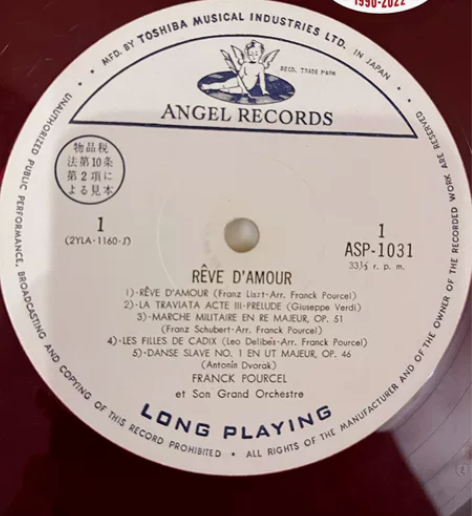 1990-2022
MFD. BY TOSHIBA MUSICAL INDUSTRIES LTD. IN JAPAN
REGD. TRADE MARK
ANGEL RECORDS
物品税
法第10条
第2項に
よる見本
1
(2YLA-1160-J)
1
ASP-1031
33⅓ r. p. m.
RÊVE D'AMOUR
1)-RÊVE D'AMOUR (Franz Liszt-Arr. Franck Pourcel)
2)-LA TRAVIATA ACTE III-PRELUDE (Giuseppe Verdi)
3)-MARCHE MILITAIRE EN RE MAJEUR, OP. 51
(Franz Schubert-Arr. Franck Pourcel)
4)-LES FILLES DE CADIX (Leo Delibes-Arr. Franck Pourcel)
5)-DANSE SLAVE NO. 1 EN UT MAJEUR, OP. 46
(Antonín Dvorak)
FRANCK POURCEL
et Son Grand Orchestre
LONG PLAYING
UNAUTHORIZED PUBLIC PERFORMANCE, BROADCASTING AND COPYING OF THIS RECORD PROHIBITED • ALL RIGHTS OF THE MANUFACTURER AND OF THE OWNER OF THE RECORDED WORK ARE RESERVED